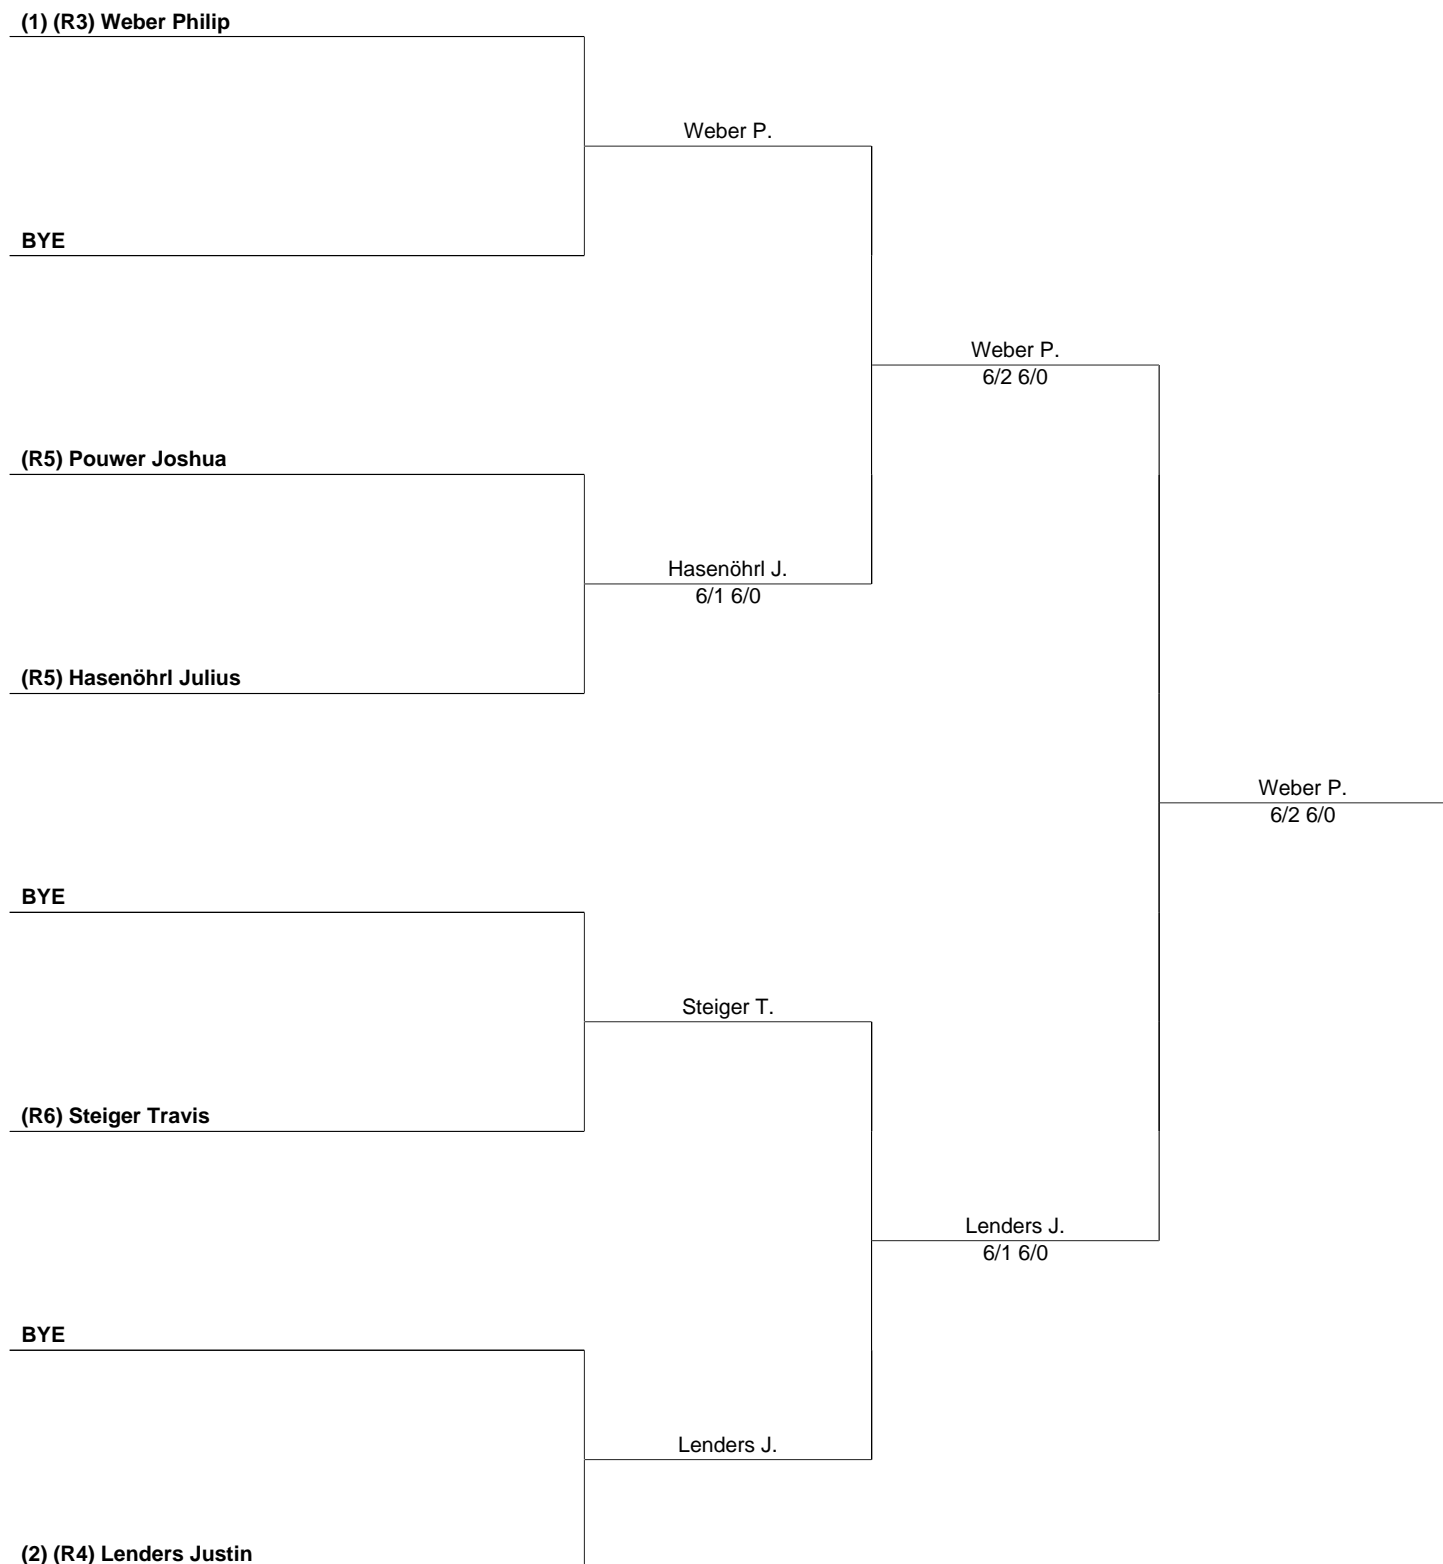 (1) (R3) Weber Philip
Weber P.
BYE
Weber P.
6/2 6/0
(R5) Pouwer Joshua
Hasenöhrl J.
6/1 6/0
(R5) Hasenöhrl Julius
Weber P.
6/2 6/0
BYE
Steiger T.
(R6) Steiger Travis
Lenders J.
6/1 6/0
BYE
Lenders J.
(2) (R4) Lenders Justin